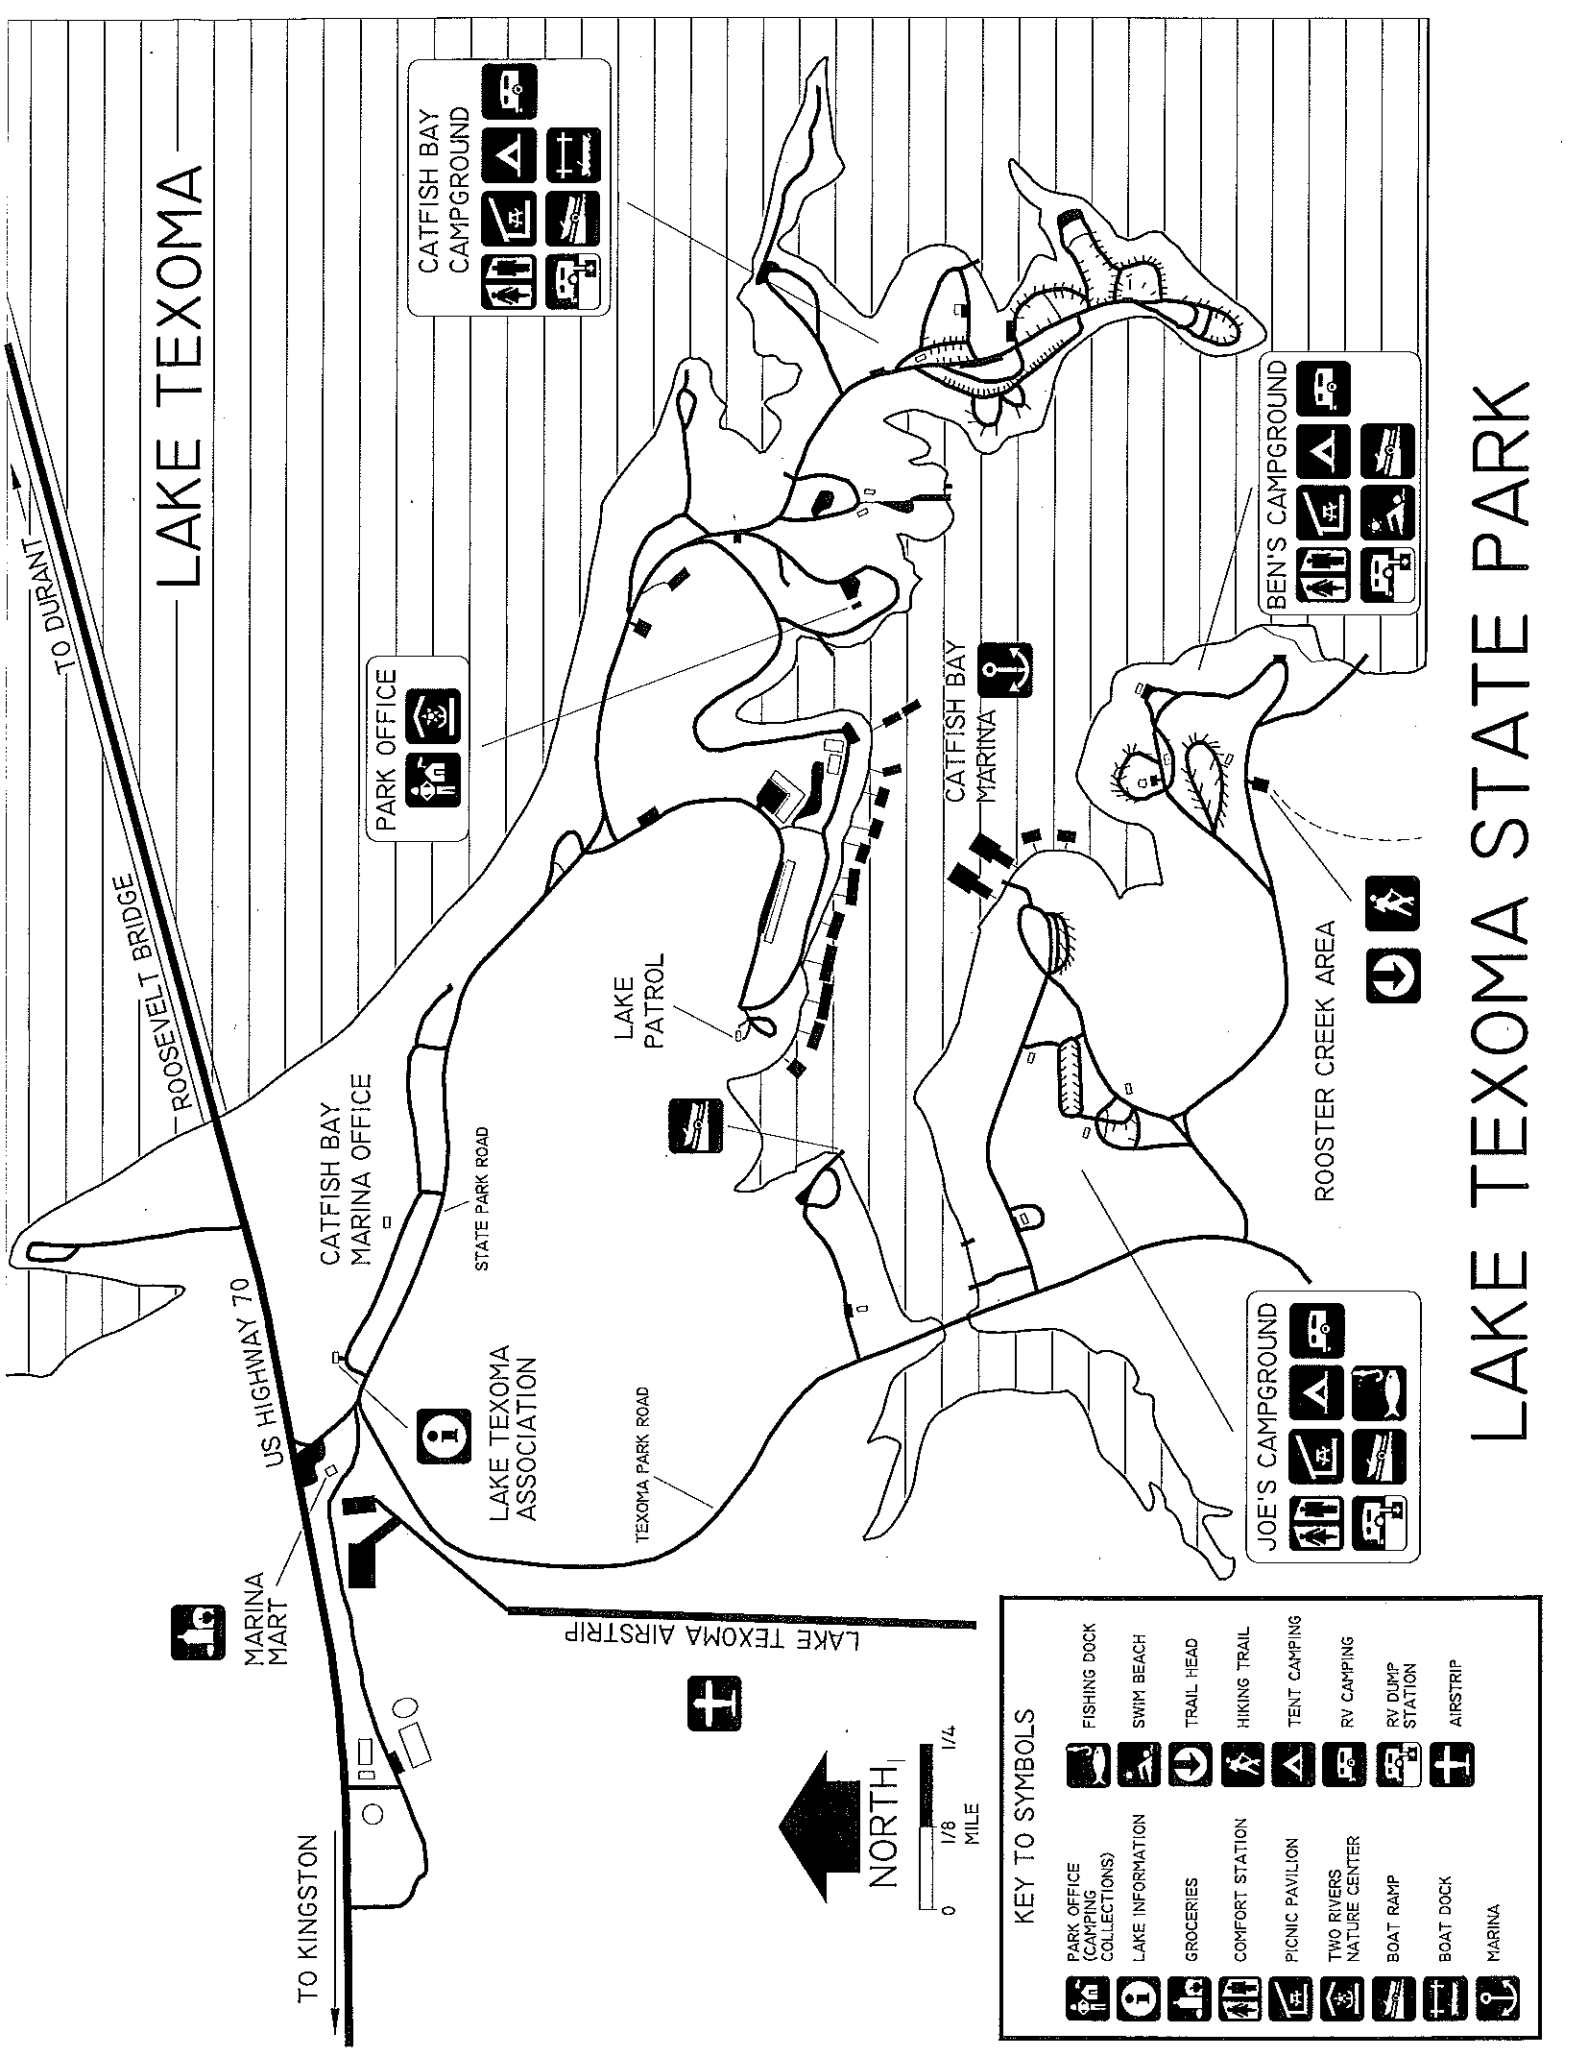 LAKE TEXOMA STATE PARK
LAKE TEXOMA
TO DURANT
ROOSEVELT BRIDGE
US HIGHWAY 70
TO KINGSTON
CATFISH BAY
CAMPGROUND
PARK OFFICE
CATFISH BAY
MARINA OFFICE
STATE PARK ROAD
LAKE TEXOMA
ASSOCIATION
MARINA
MART
LAKE
PATROL
TEXOMA PARK ROAD
LAKE TEXOMA AIRSTRIP
CATFISH BAY
MARINA
BEN'S CAMPGROUND
ROOSTER CREEK AREA
JOE'S CAMPGROUND
NORTH
0 1/8 1/4
MILE
KEY TO SYMBOLS
PARK OFFICE
(CAMPING
COLLECTIONS)
LAKE INFORMATION
GROCERIES
COMFORT STATION
PICNIC PAVILION
TWO RIVERS
NATURE CENTER
BOAT RAMP
BOAT DOCK
MARINA
FISHING DOCK
SWIM BEACH
TRAIL HEAD
HIKING TRAIL
TENT CAMPING
RV CAMPING
RV DUMP
STATION
AIRSTRIP